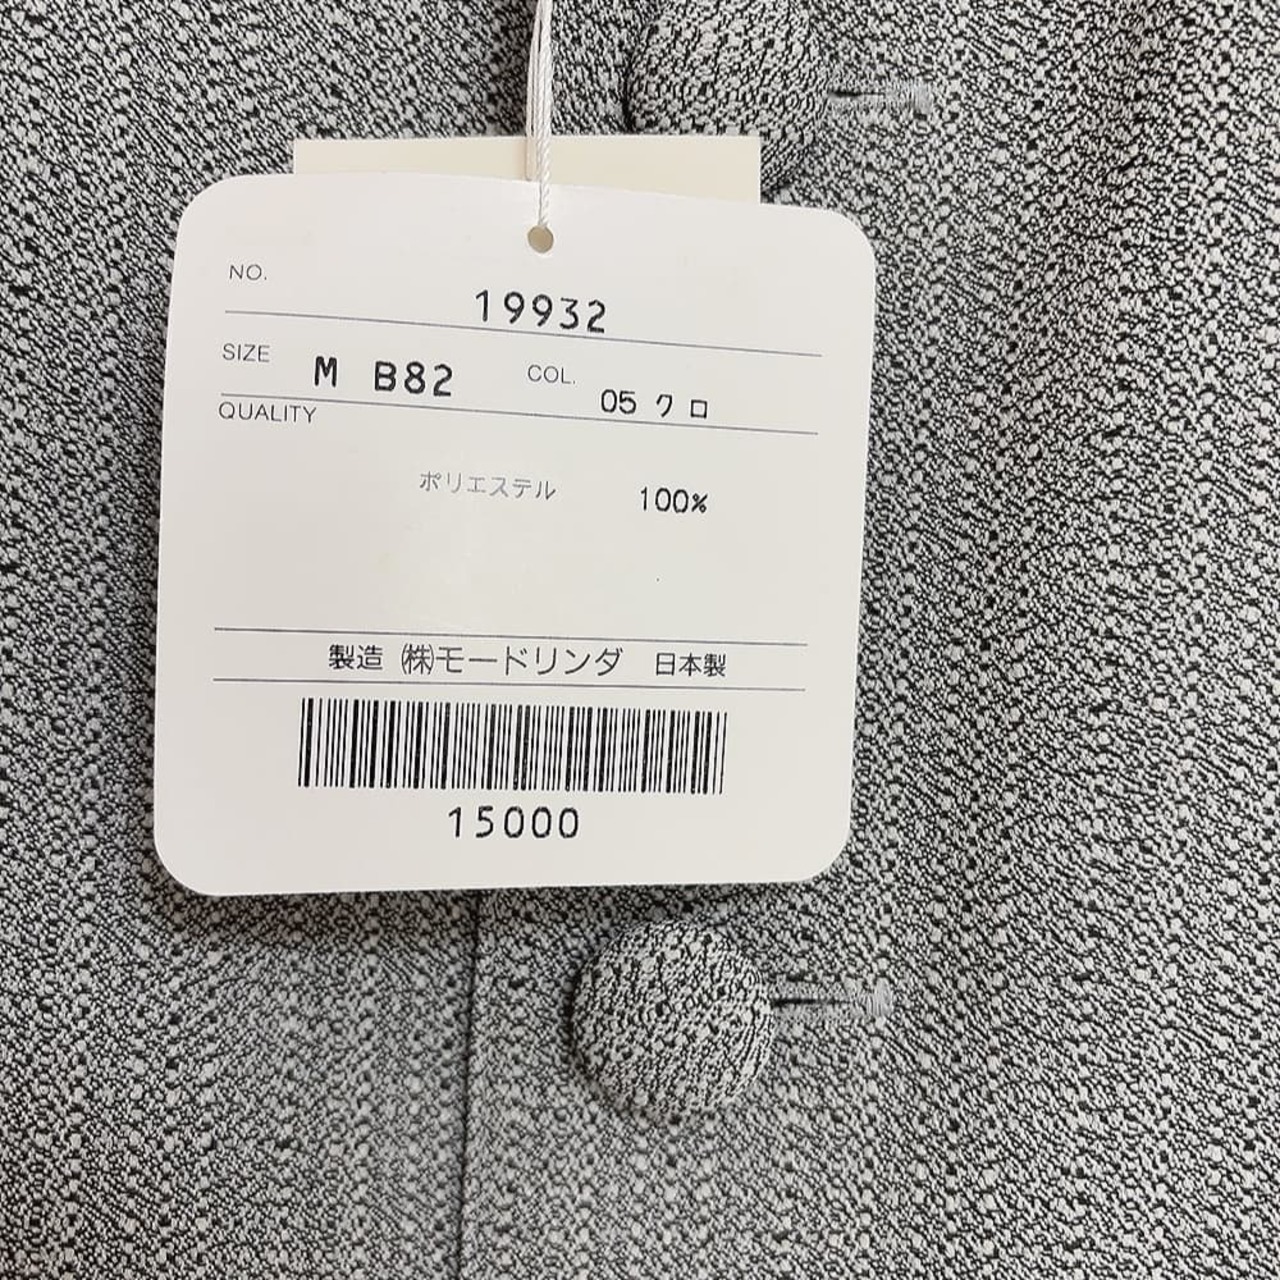 NO. 19932
SIZE M B82 COL. 05 クロ
QUALITY
ポリエステル 100%
製造 ㈱モードリンダ 日本製
15000